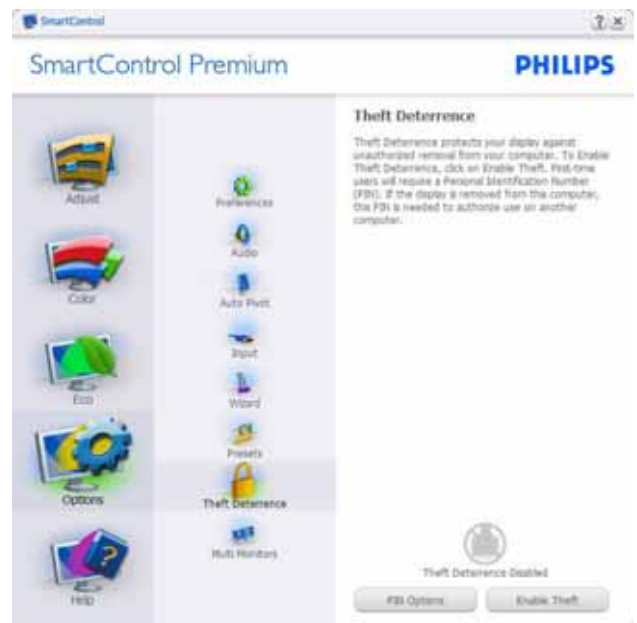 SmartControl
SmartControl Premium
PHILIPS
Adjust
Color
Eco
Options
Help
Preferences
Audio
Auto Pivot
Input
Wizard
Presets
Theft Deterrence
Multi Monitors
Theft Deterrence
Theft Deterrence protects your display against
unauthorized removal from your computer. To Enable
Theft Deterrence, click on Enable Theft. First-time
users will require a Personal Identification Number
(PIN). If the display is removed from this computer,
this PIN is needed to authorize use on another
computer.
Theft Deterrence Disabled
PIN Options
Enable Theft